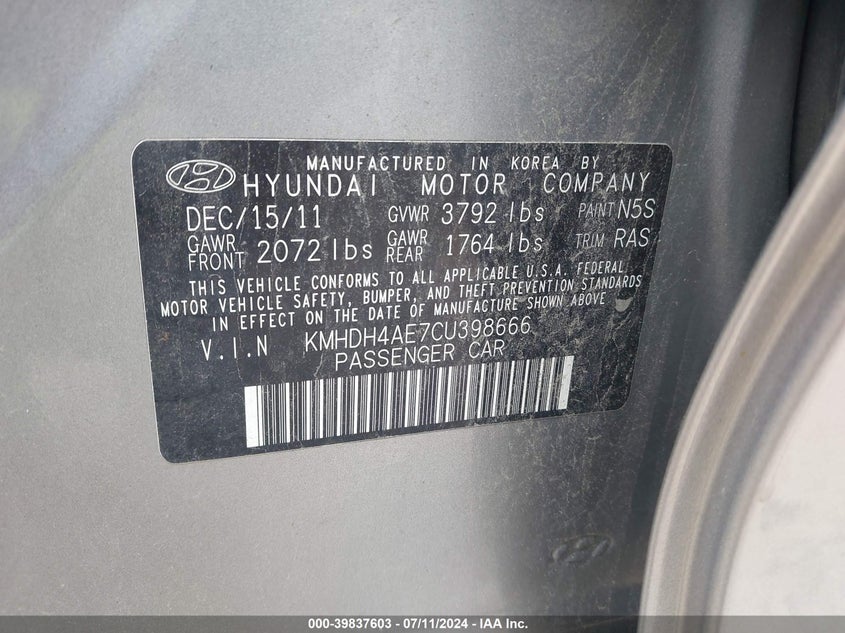 MANUFACTURED IN KOREA BY
HYUNDAI MOTOR COMPANY
DEC/15/11 GVWR 3792 lbs PAINT N5S
GAWR FRONT 2072 lbs GAWR REAR 1764 lbs TRIM RAS
THIS VEHICLE CONFORMS TO ALL APPLICABLE U.S.A. FEDERAL
MOTOR VEHICLE SAFETY, BUMPER, AND THEFT PREVENTION STANDARDS
IN EFFECT ON THE DATE OF MANUFACTURE SHOWN ABOVE
V.I.N KMHDH4AE7CU398666
PASSENGER CAR
000-39837603 - 07/11/2024 - IAA Inc.